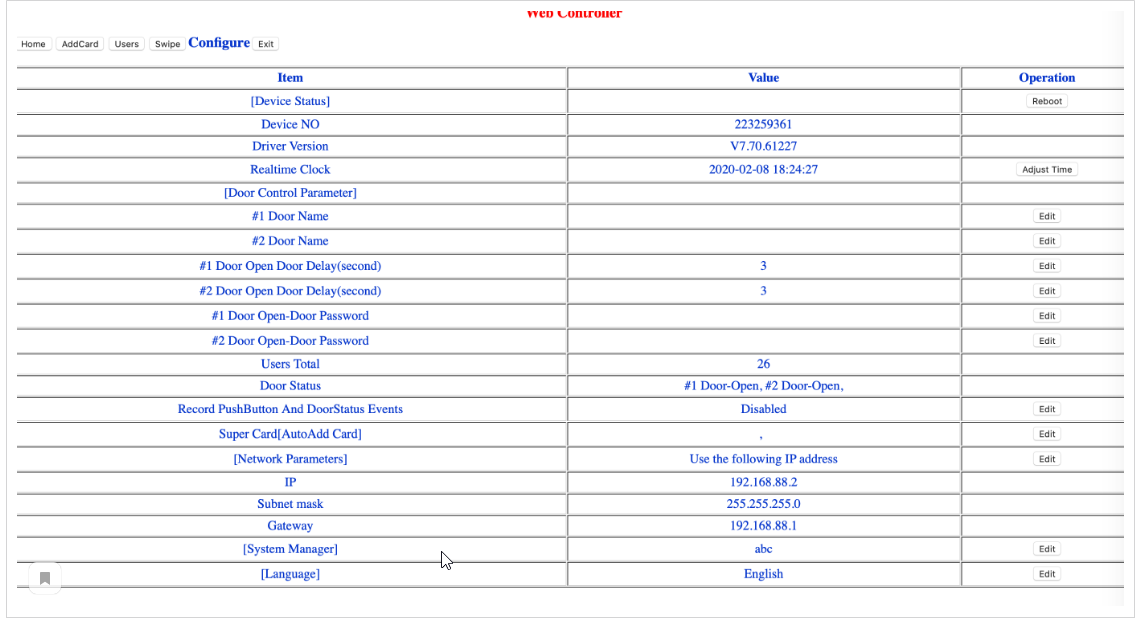 Web Controller
Home AddCard Users Swipe Configure Exit
Item Value Operation
[Device Status] Reboot
Device NO 223259361
Driver Version V7.70.61227
Realtime Clock 2020-02-08 18:24:27 Adjust Time
[Door Control Parameter]
#1 Door Name Edit
#2 Door Name Edit
#1 Door Open Door Delay(second) 3 Edit
#2 Door Open Door Delay(second) 3 Edit
#1 Door Open-Door Password Edit
#2 Door Open-Door Password Edit
Users Total 26
Door Status #1 Door-Open, #2 Door-Open,
Record PushButton And DoorStatus Events Disabled Edit
Super Card[AutoAdd Card] , Edit
[Network Parameters] Use the following IP address Edit
IP 192.168.88.2
Subnet mask 255.255.255.0
Gateway 192.168.88.1
[System Manager] abc Edit
[Language] English Edit